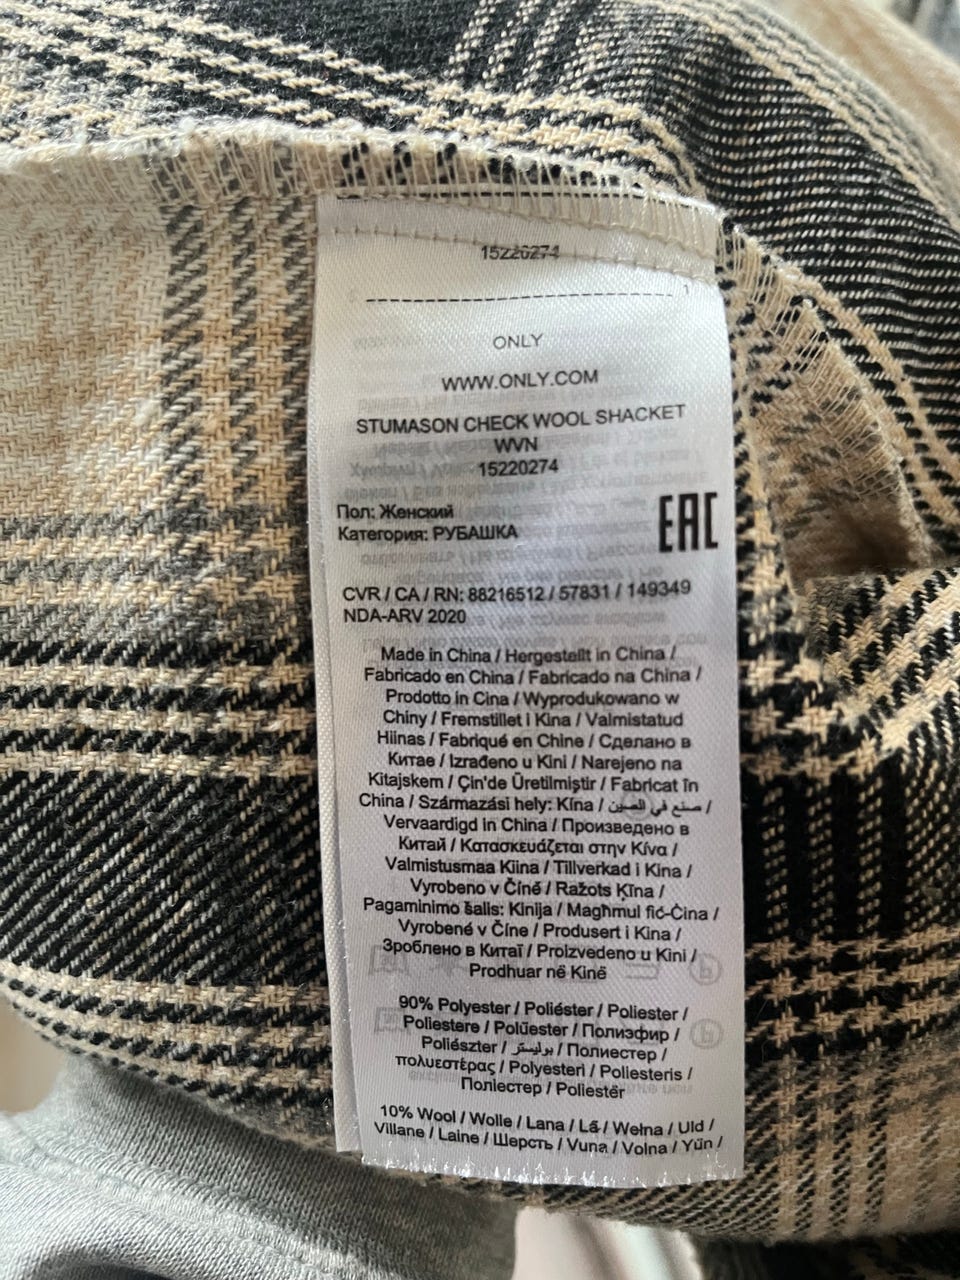 15220274
1
ONLY
WWW.ONLY.COM
STUMASON CHECK WOOL SHACKET
WVN
15220274
Пол: Женский
Категория: РУБАШКА
EAC
CVR / CA / RN: 88216512 / 57831 / 149349
NDA-ARV 2020
Made in China / Hergestellt in China /
Fabricado en China / Fabricado na China /
Prodotto in Cina / Wyprodukowano w
Chiny / Fremstillet i Kina / Valmistatud
Hiinas / Fabriqué en Chine / Сделано в
Китае / Izrađeno u Kini / Narejeno na
Kitajskem / Çin'de Üretilmiştir / Fabricat în
China / Származási hely: Kína / صنع في الصين /
Vervaardigd in China / Произведено в
Китай / Κατασκευάζεται στην Κίνα /
Valmistusmaa Kiina / Tillverkad i Kina /
Vyrobeno v Číně / Ražots Ķīna /
Pagaminimo šalis: Kinija / Magħmul fiċ-Ċina /
Vyrobené v Číne / Produsert i Kina /
Зроблено в Китаї / Proizvedeno u Kini /
Prodhuar në Kinë
90% Polyester / Poliéster / Poliester /
Poliestere / Polüester / Полиэфир /
Poliészter / بوليستر / Полиестер /
πολυεστέρας / Polyesteri / Poliesteris /
Поліестер / Poliestër
10% Wool / Wolle / Lana / Lã / Wełna / Uld /
Villane / Laine / Шерсть / Vuna / Volna / Yün /